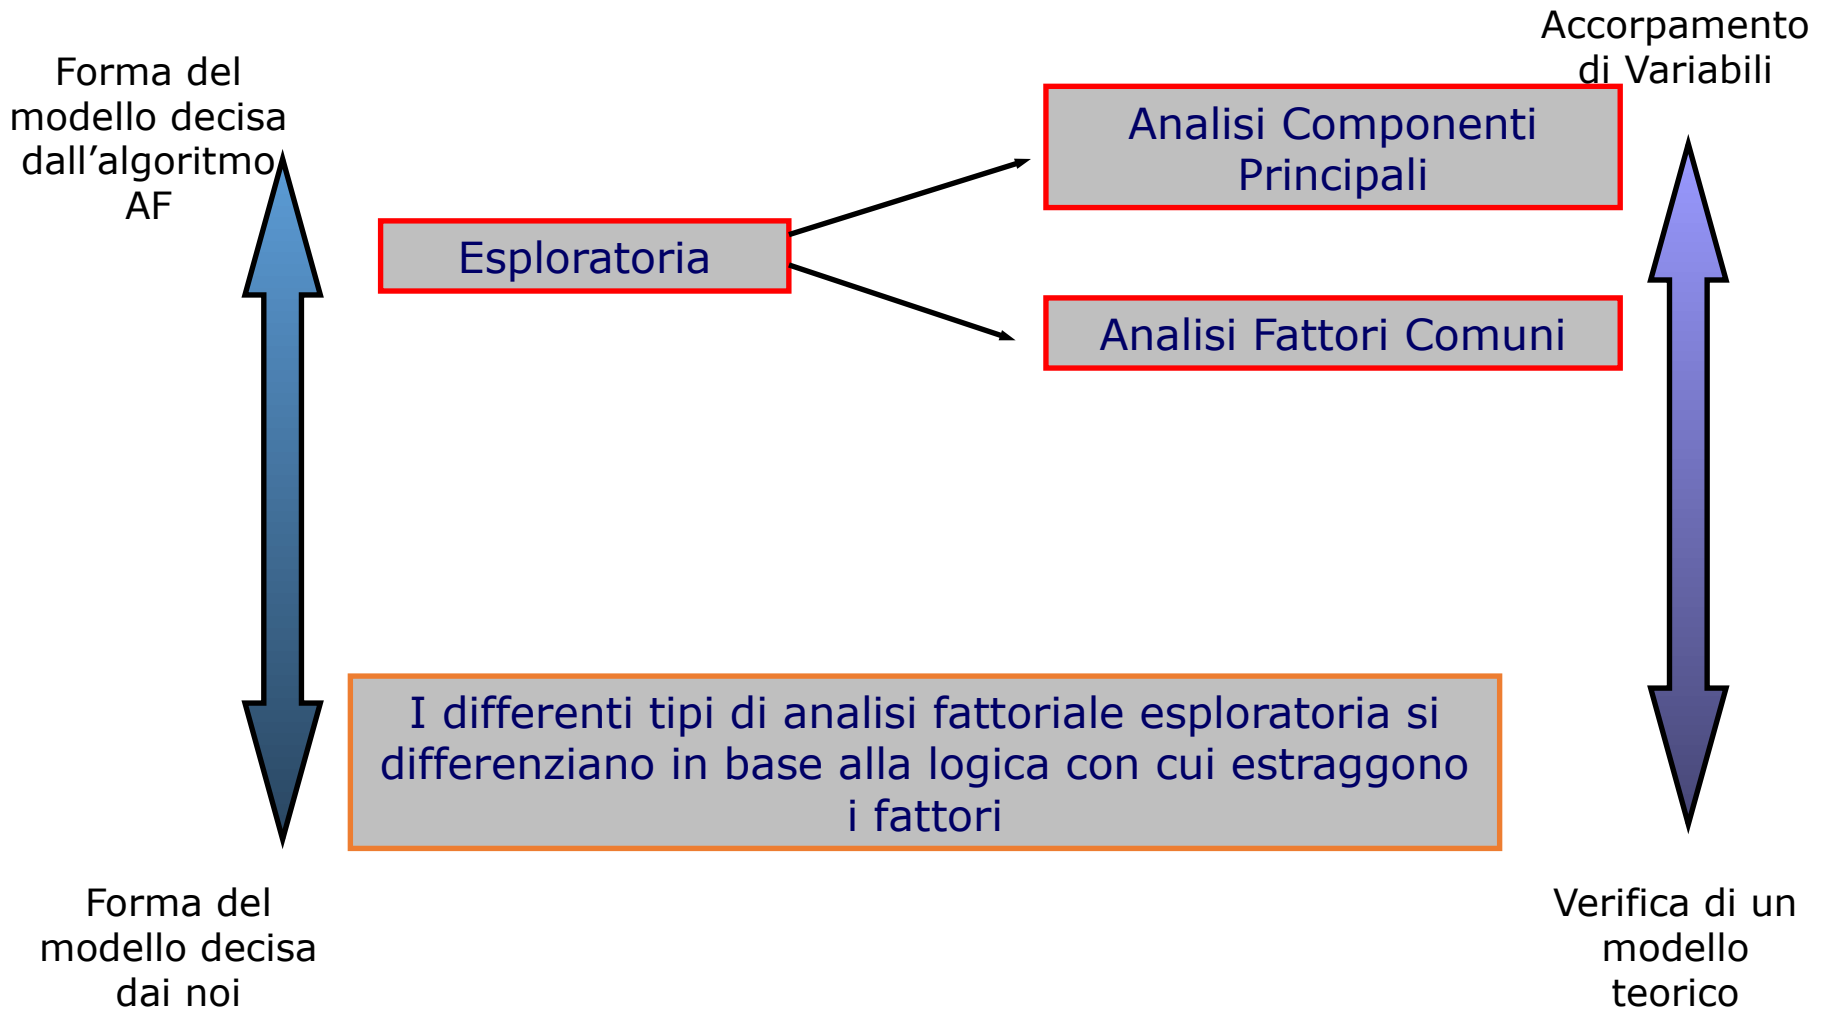 Forma del
modello decisa
dall’algoritmo
AF
Accorpamento
di Variabili
Esploratoria
Analisi Componenti
Principali
Analisi Fattori Comuni
I differenti tipi di analisi fattoriale esploratoria si
differenziano in base alla logica con cui estraggono
i fattori
Forma del
modello decisa
dai noi
Verifica di un
modello
teorico